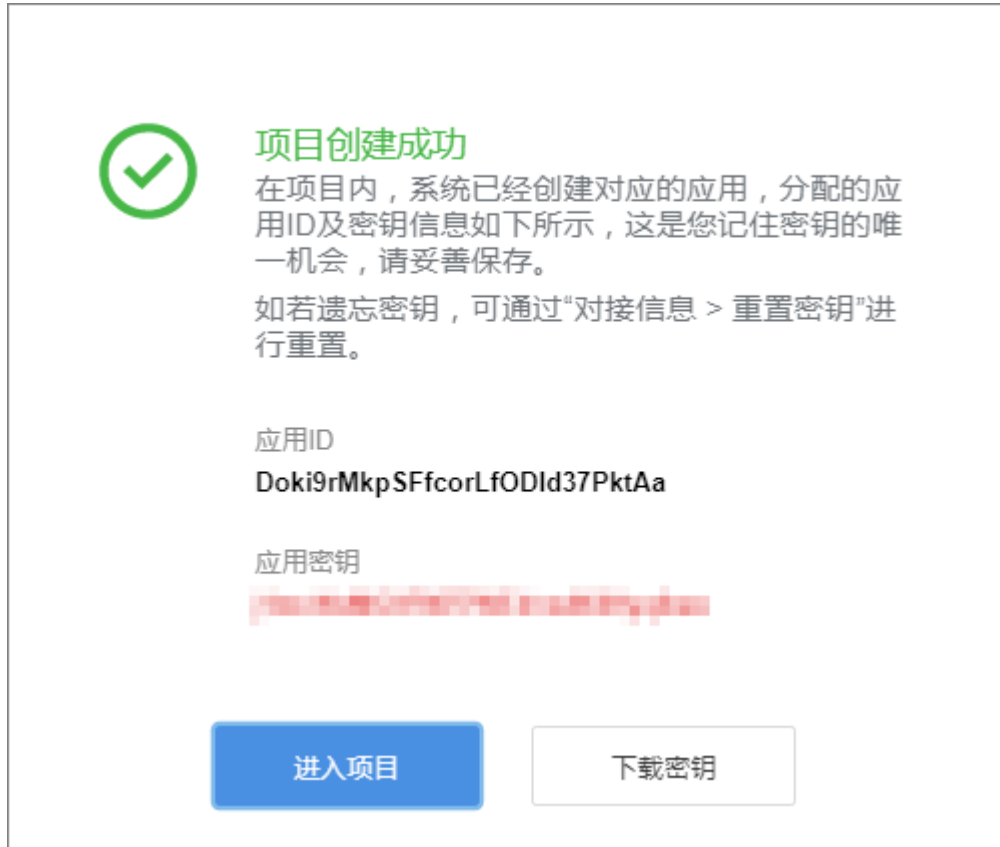 项目创建成功
在项目内，系统已经创建对应的应用，分配的应
用ID及密钥信息如下所示，这是您记住密钥的唯
一机会，请妥善保存。
如若遗忘密钥，可通过“对接信息 > 重置密钥”进
行重置。
应用ID
Doki9rMkpSFfcorLfODId37PktAa
应用密钥
进入项目
下载密钥